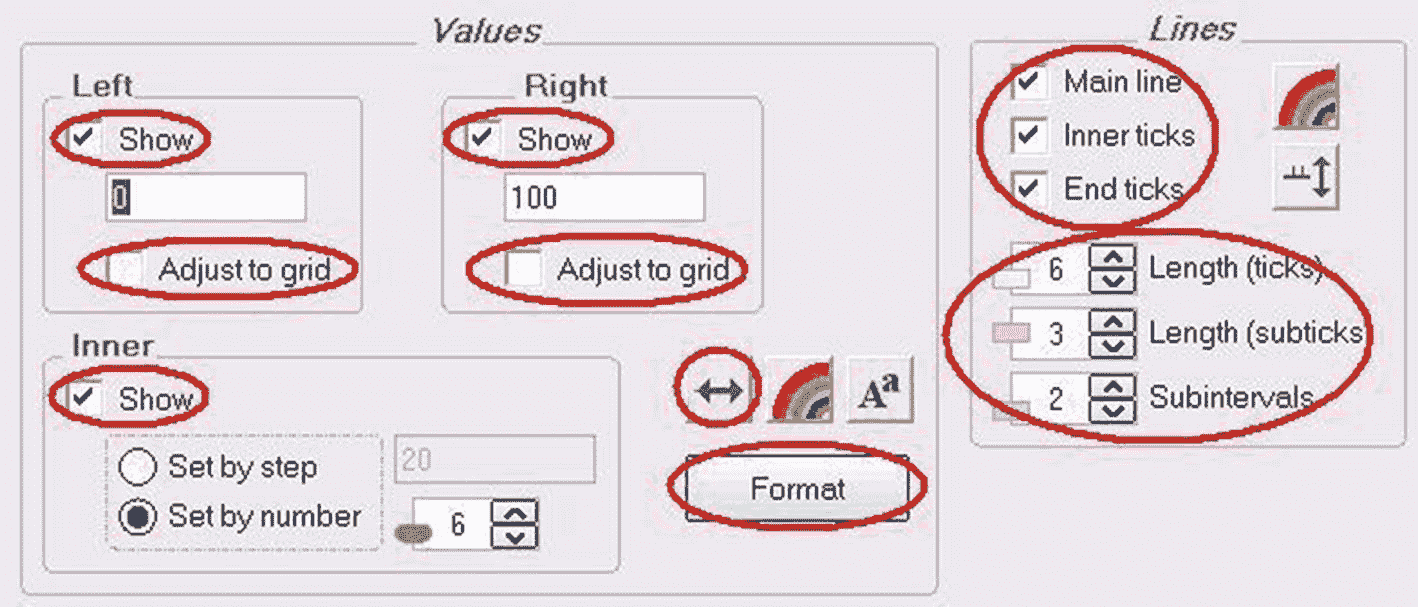 Values
Left
Show
0
Adjust to grid
Right
Show
100
Adjust to grid
Inner
Show
Set by step
20
Set by number
6
Aa
Format
Lines
Main line
Inner ticks
End ticks
6 Length (ticks)
3 Length (subticks
2 Subintervals